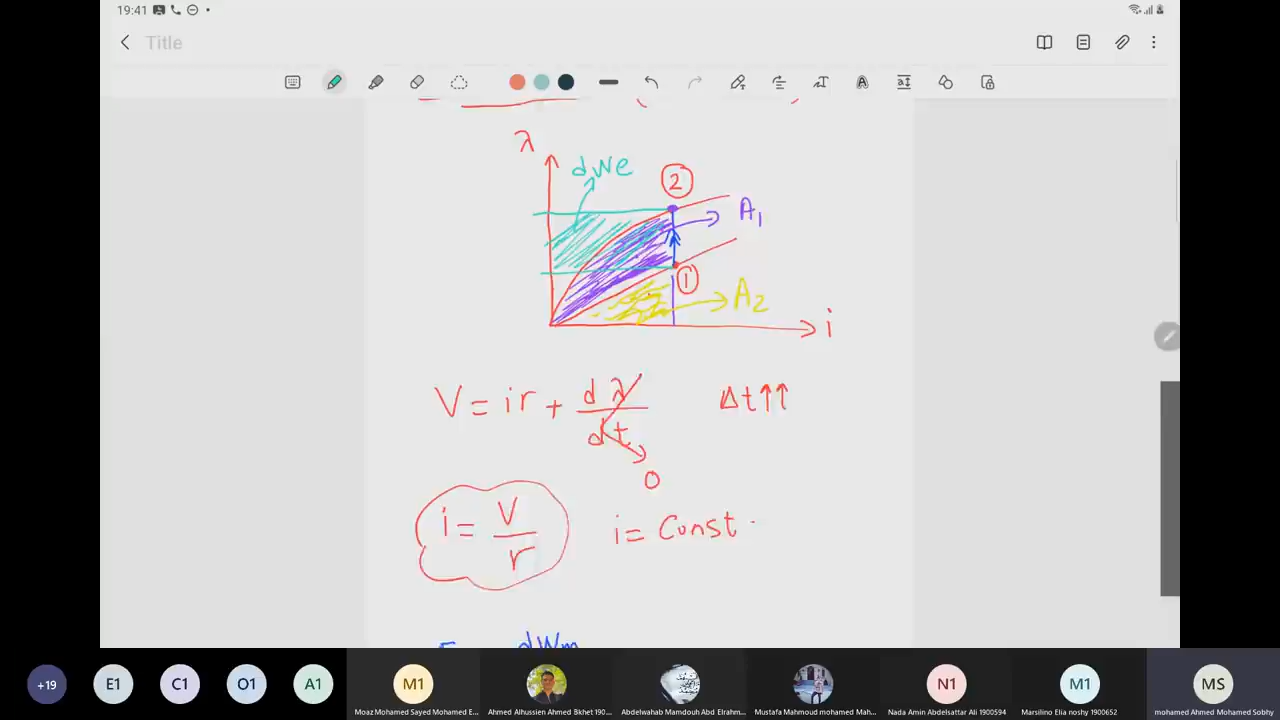 19:41
Title
λ
dWe
2
A1
1
A2
i
V = ir + dλ/dt Δt↑↑
0
i = V/r i = Const.
dWm
+19
E1
C1
O1
A1
M1
N1
M1
MS
Moaz Mohamed Sayed Mohamed E...
Ahmed Alhussien Ahmed Bkhet 190...
Abdelwahab Mamdouh Abd Elrahm...
Mustafa Mahmoud mohamed Mah...
Nada Amin Abdelsattar Ali 1900594
Marsilino Elia noshy 1900652
mohamed Ahmed Mohamed Sobhy